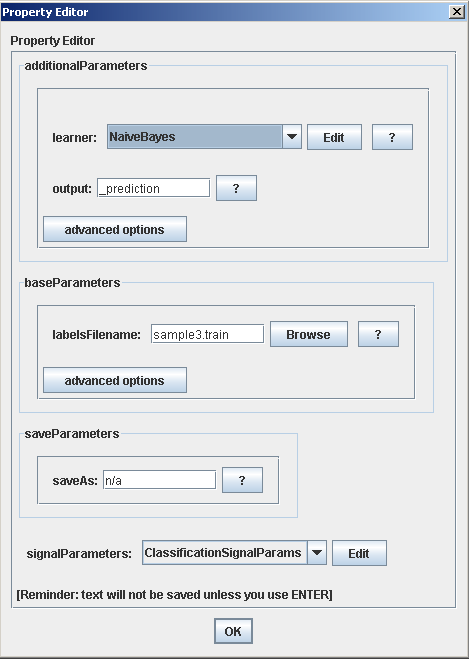 Property Editor
Property Editor
additionalParameters
learner: NaiveBayes Edit ?
output: _prediction ?
advanced options
baseParameters
labelsFilename: sample3.train Browse ?
advanced options
saveParameters
saveAs: n/a ?
signalParameters: ClassificationSignalParams Edit
[Reminder: text will not be saved unless you use ENTER]
OK